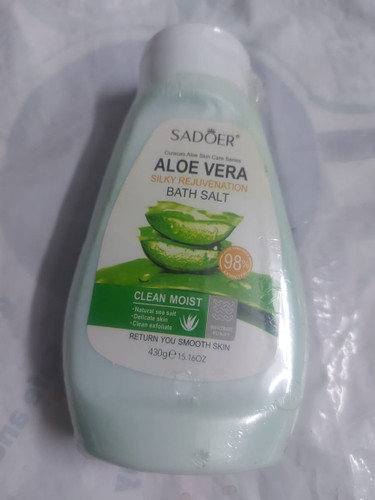 SADOER®
Curacao Aloe Skin Care Series
ALOE VERA
SILKY REJUVENATION
BATH SALT
98%
CLEAN MOIST
•Natural sea salt
•Delicate skin
•Clean exfoliate
RETURN YOU SMOOTH SKIN
430g℮15.16OZ